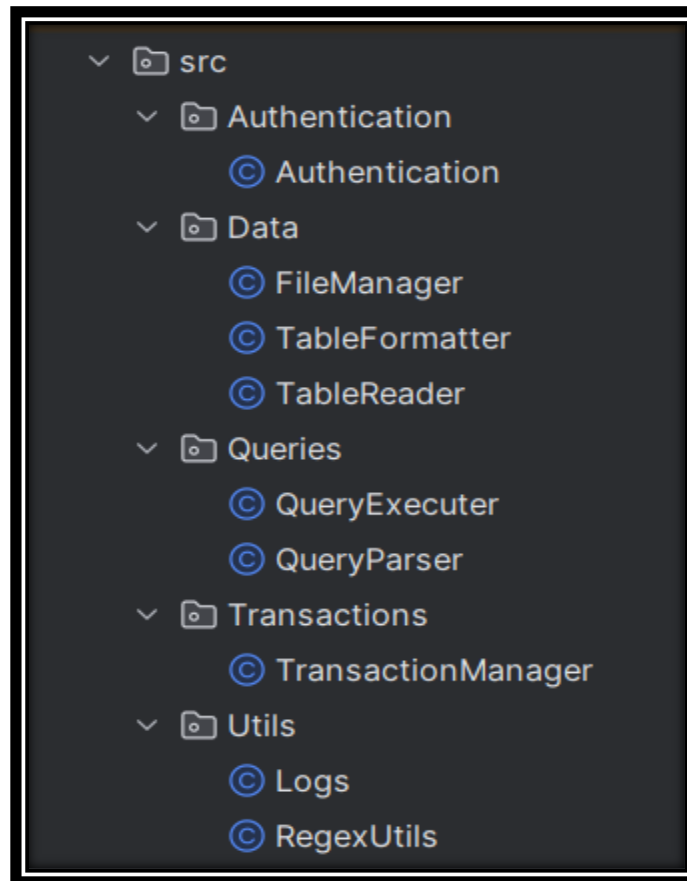 src
Authentication
Authentication
Data
FileManager
TableFormatter
TableReader
Queries
QueryExecuter
QueryParser
Transactions
TransactionManager
Utils
Logs
RegexUtils